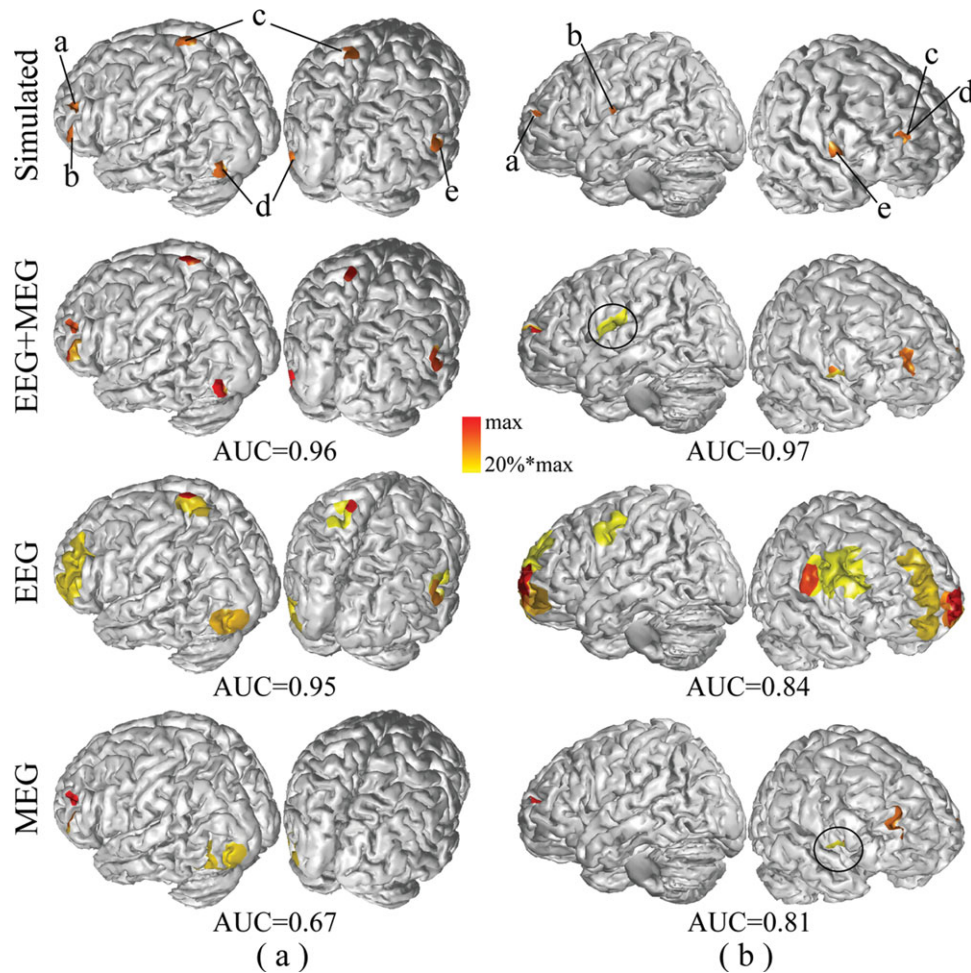 Simulated
a
b
c
d
e
a
b
c
d
e
EEG+MEG
AUC=0.96
max
20%*max
AUC=0.97
EEG
AUC=0.95
AUC=0.84
MEG
AUC=0.67
AUC=0.81
( a )
( b )